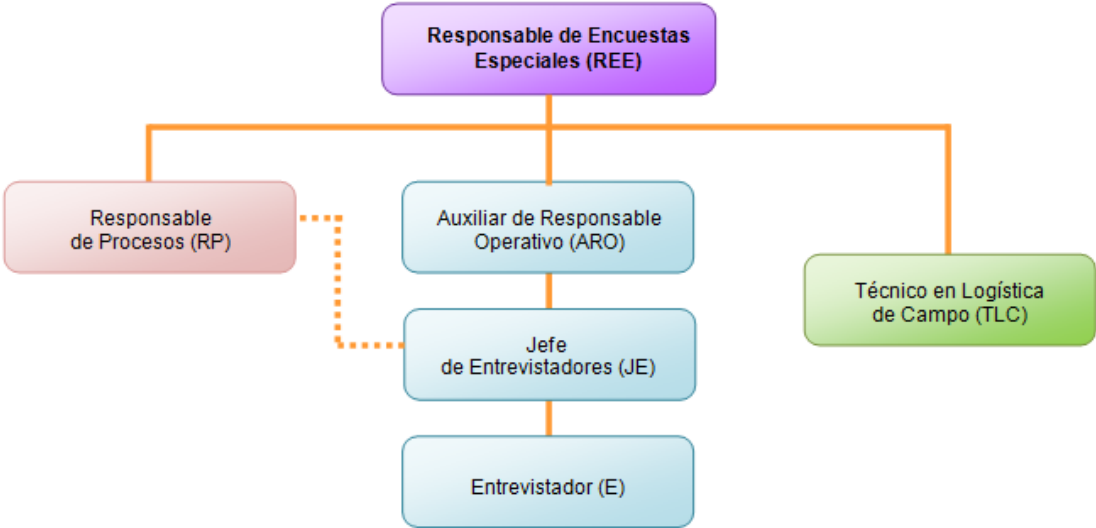 Responsable de Encuestas
Especiales (REE)
Responsable
de Procesos (RP)
Auxiliar de Responsable
Operativo (ARO)
Técnico en Logística
de Campo (TLC)
Jefe
de Entrevistadores (JE)
Entrevistador (E)